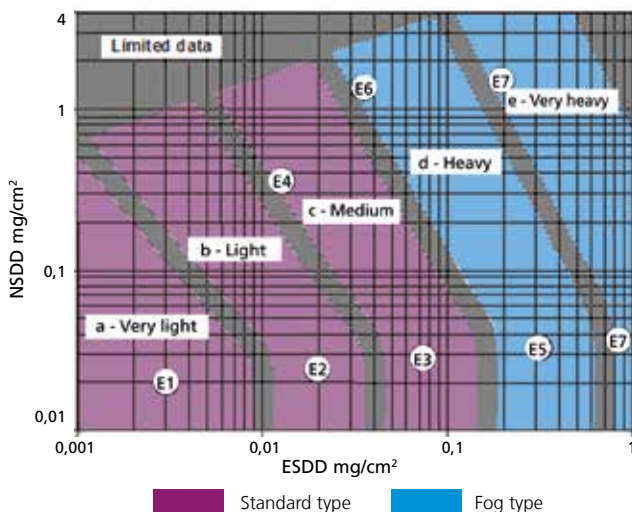 4
Limited data
E6
E7
1
e - Very heavy
d - Heavy
E4
c - Medium
NSDD mg/cm²
b - Light
0,1
a - Very light
E1
E2
E3
E5
E7
0,01
0,001
0,01
0,1
1
ESDD mg/cm²
Standard type
Fog type